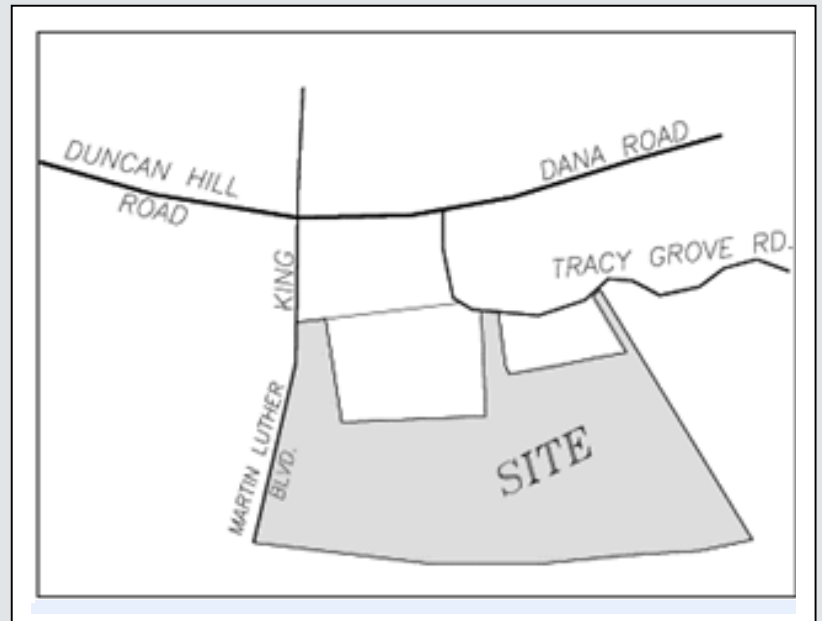 DUNCAN HILL
ROAD
DANA ROAD
TRACY GROVE RD.
KING
MARTIN LUTHER
BLVD.
SITE